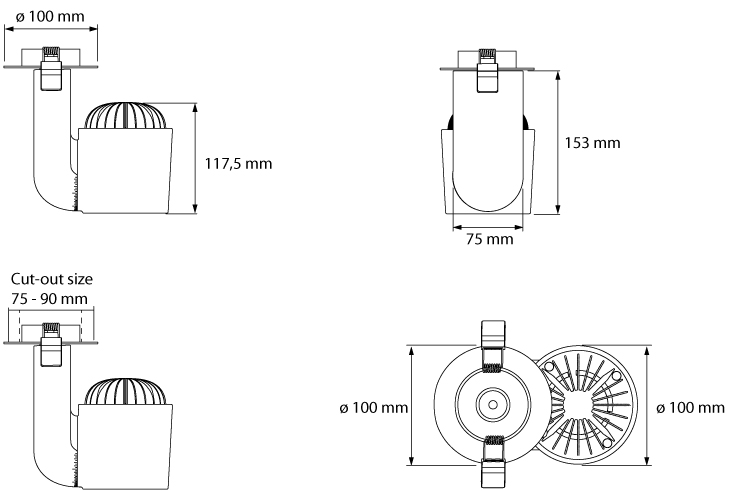 ø 100 mm
117,5 mm
153 mm
75 mm
Cut-out size
75 - 90 mm
ø 100 mm
ø 100 mm